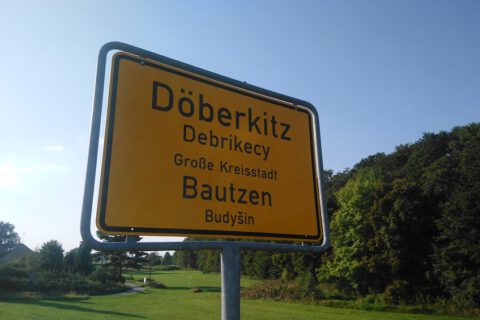 Döberkitz
Debrikecy
Große Kreisstadt
Bautzen
Budyšin